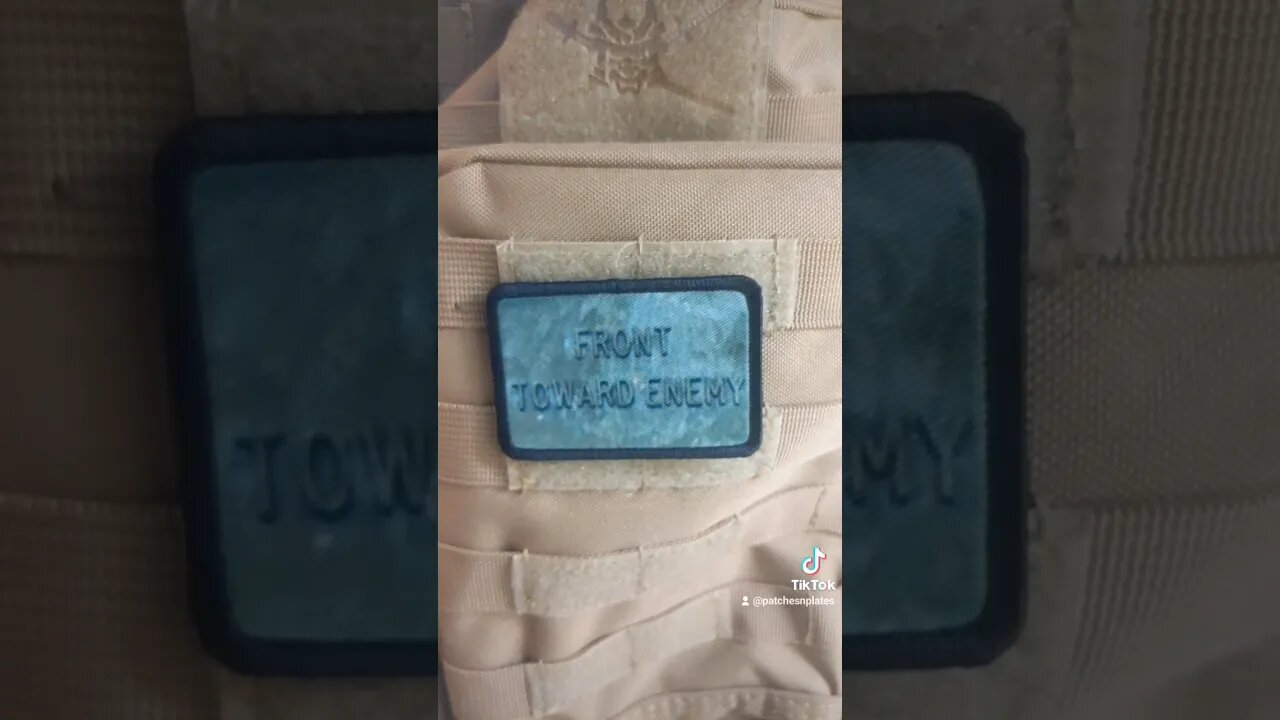 FRONT
TOWARD ENEMY
TikTok
@patchesnplates